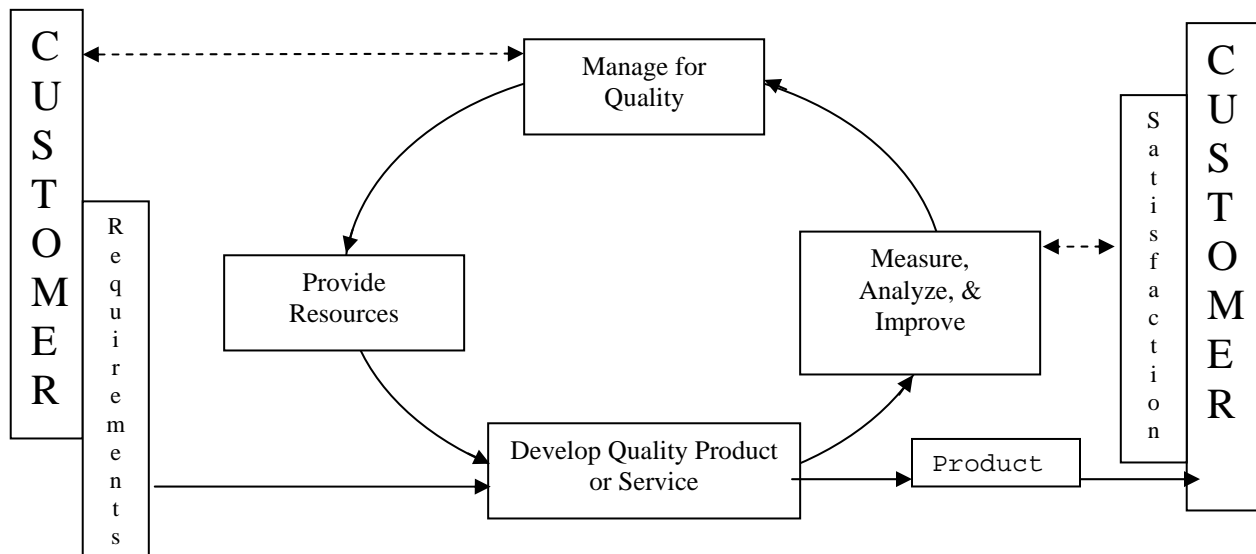 CUSTOMER
Requirements
Manage for
Quality
Provide
Resources
Develop Quality Product
or Service
Measure,
Analyze, &
Improve
Product
Satisfaction
CUSTOMER